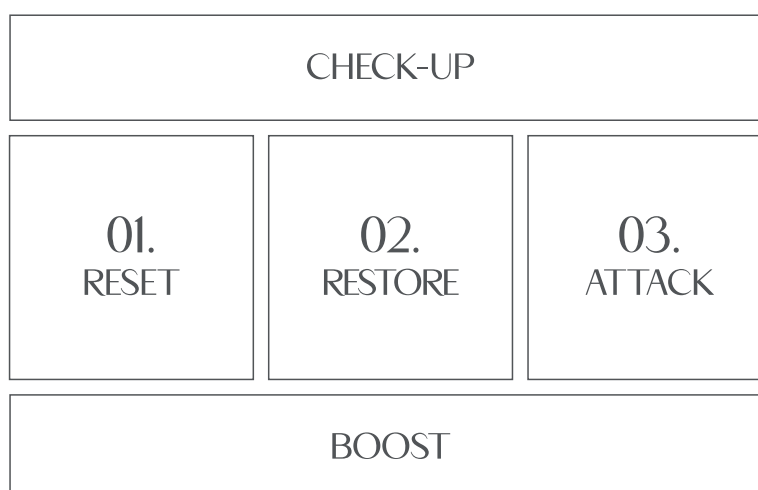 CHECK-UP
01.
RESET
02.
RESTORE
03.
ATTACK
BOOST